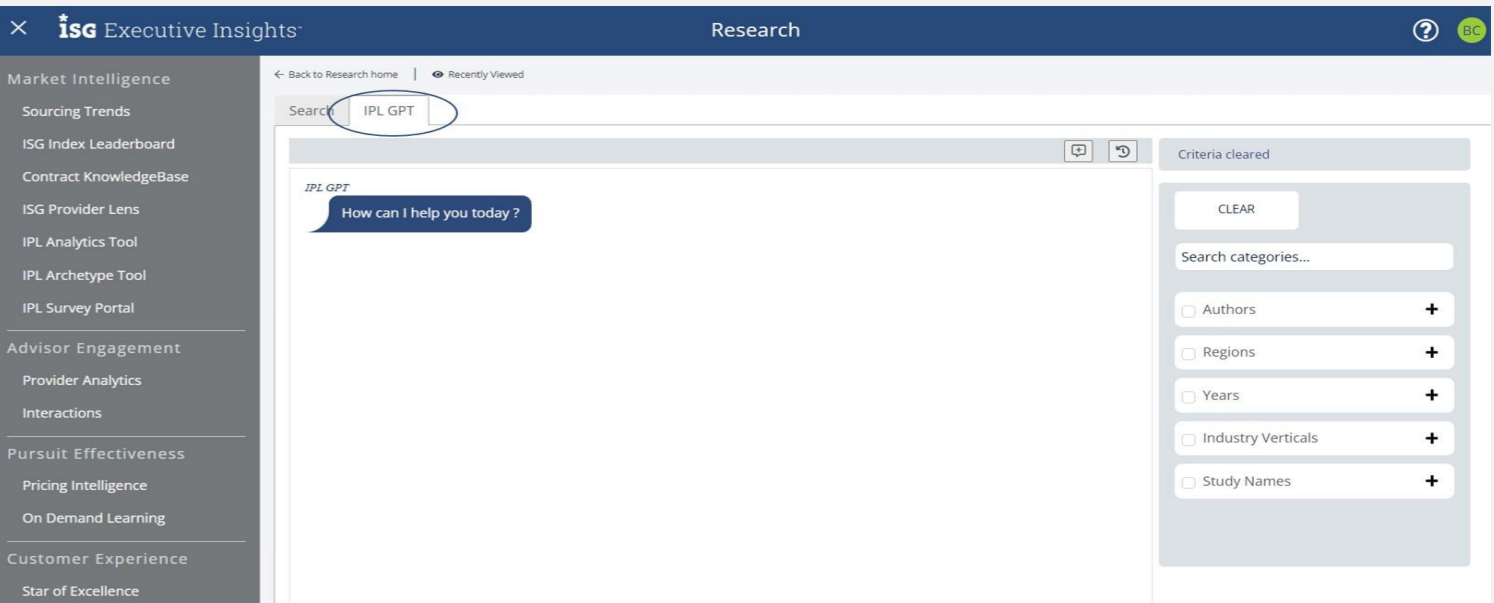 isG Executive Insights
Research
BC
Market Intelligence
Sourcing Trends
ISG Index Leaderboard
Contract KnowledgeBase
ISG Provider Lens
IPL Analytics Tool
IPL Archetype Tool
IPL Survey Portal
Advisor Engagement
Provider Analytics
Interactions
Pursuit Effectiveness
Pricing Intelligence
On Demand Learning
Customer Experience
Star of Excellence
← Back to Research home | Recently Viewed
Search IPL GPT
IPL GPT
How can I help you today ?
Criteria cleared
CLEAR
Search categories...
Authors +
Regions +
Years +
Industry Verticals +
Study Names +